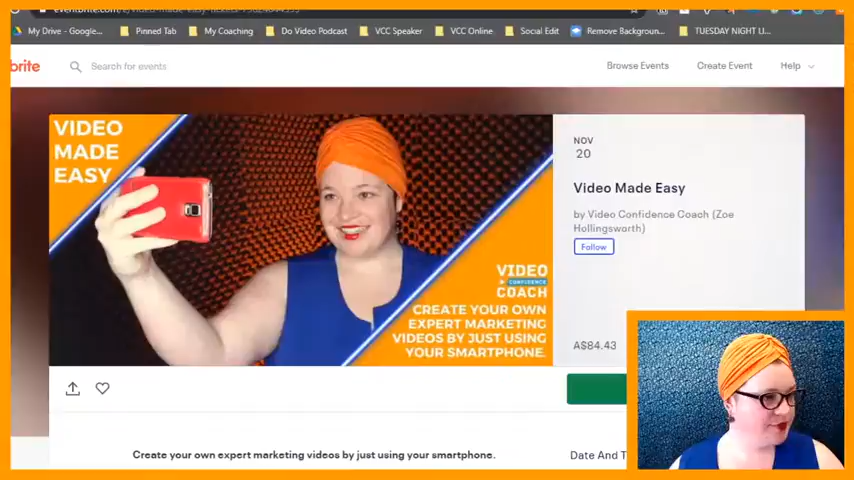 My Drive - Google... Pinned Tab My Coaching Do Video Podcast VCC Speaker VCC Online Social Edit Remove Backgroun... TUESDAY NIGHT LI...
brite Search for events Browse Events Create Event Help
VIDEO
MADE
EASY
VIDEO
CONFIDENCE
COACH
CREATE YOUR OWN
EXPERT MARKETING
VIDEOS BY JUST USING
YOUR SMARTPHONE.
NOV
20
Video Made Easy
by Video Confidence Coach (Zoe
Hollingsworth)
Follow
A$84.43
Create your own expert marketing videos by just using your smartphone.
Date And T